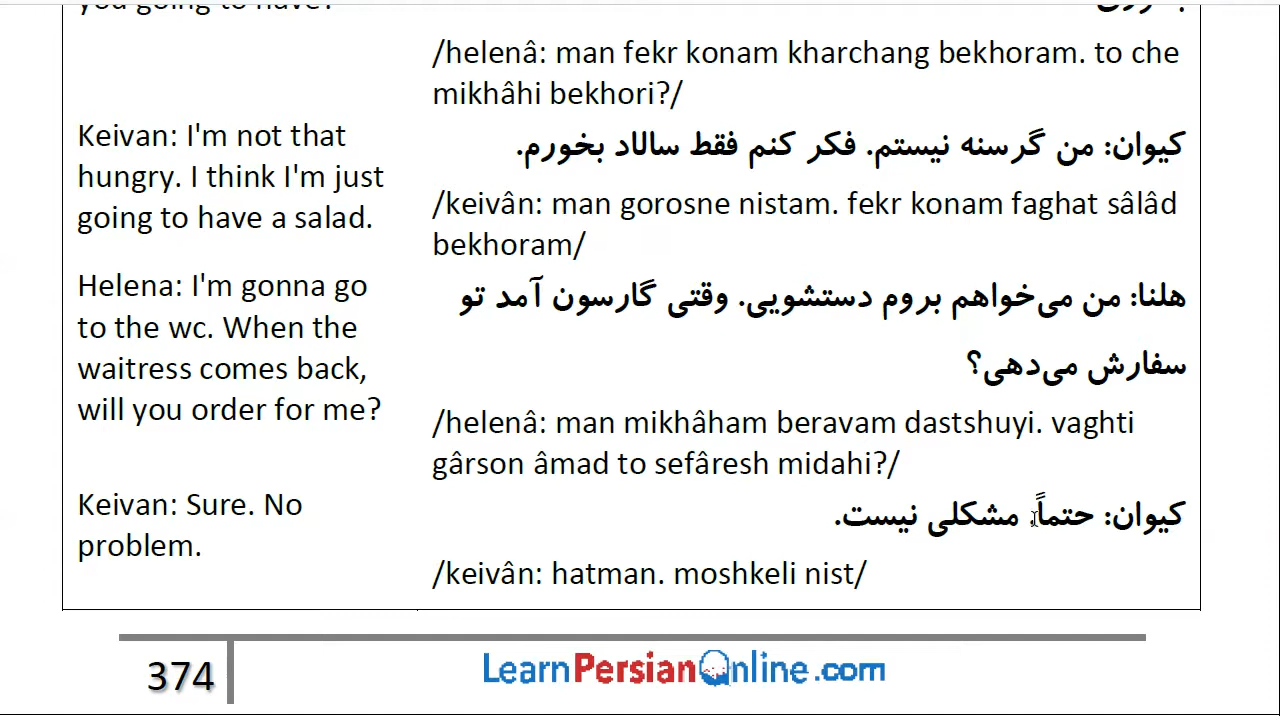 you going to have?
/helenâ: man fekr konam kharchang bekhoram. to che
mikhâhi bekhori?/
Keivan: I'm not that
hungry. I think I'm just
going to have a salad.
کیوان: من گرسنه نیستم. فکر کنم فقط سالاد بخورم.
/keivân: man gorosne nistam. fekr konam faghat sâlâd
bekhoram/
Helena: I'm gonna go
to the wc. When the
waitress comes back,
will you order for me?
هلنا: من می‌خواهم بروم دستشویی. وقتی گارسون آمد تو
سفارش می‌دهی؟
/helenâ: man mikhâham beravam dastshuyi. vaghti
gârson âmad to sefâresh midahi?/
Keivan: Sure. No
problem.
کیوان: حتماً. مشکلی نیست.
/keivân: hatman. moshkeli nist/
374
LearnPersianOnline.com